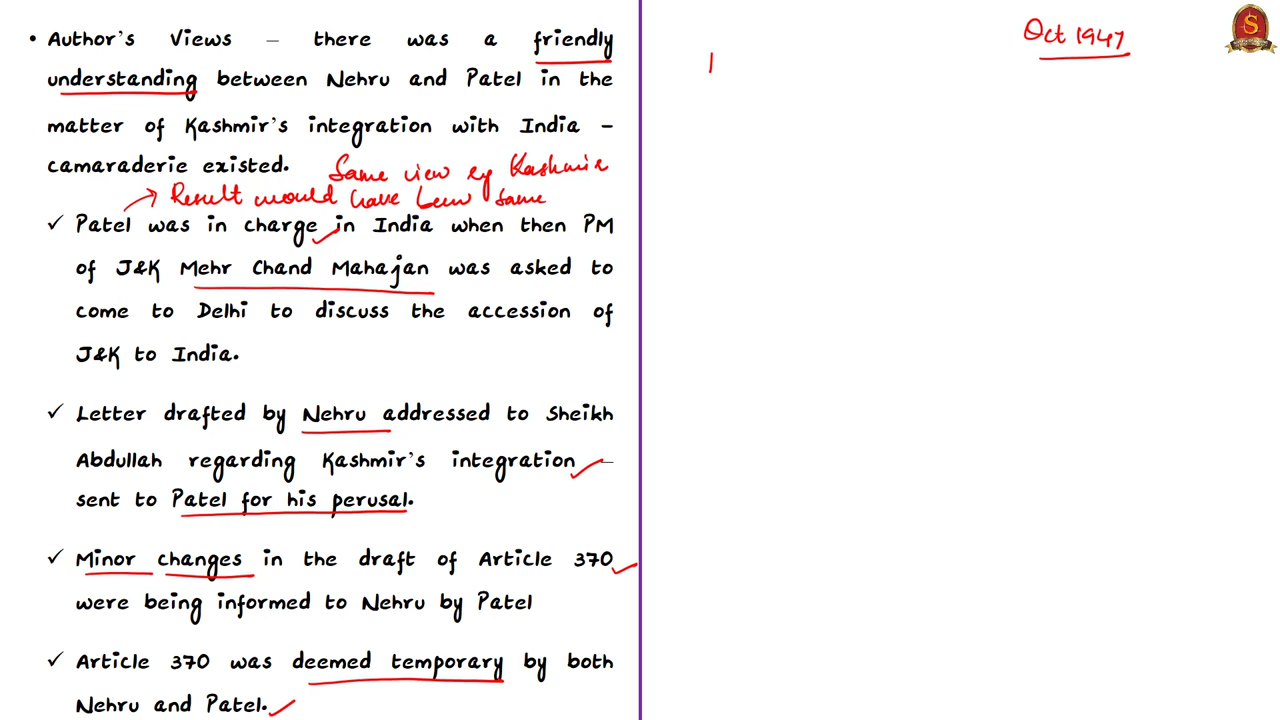 • Author's Views – there was a friendly
understanding between Nehru and Patel in the
matter of Kashmir's integration with India –
camaraderie existed.
Same view of Kashmir
→ Result would have been same
✓ Patel was in charge in India when then PM
of J&K Mehr Chand Mahajan was asked to
come to Delhi to discuss the accession of
J&K to India.
✓ Letter drafted by Nehru addressed to Sheikh
Abdullah regarding Kashmir's integration –
sent to Patel for his perusal.
✓ Minor changes in the draft of Article 370
were being informed to Nehru by Patel
✓ Article 370 was deemed temporary by both
Nehru and Patel.
Oct 1947
S